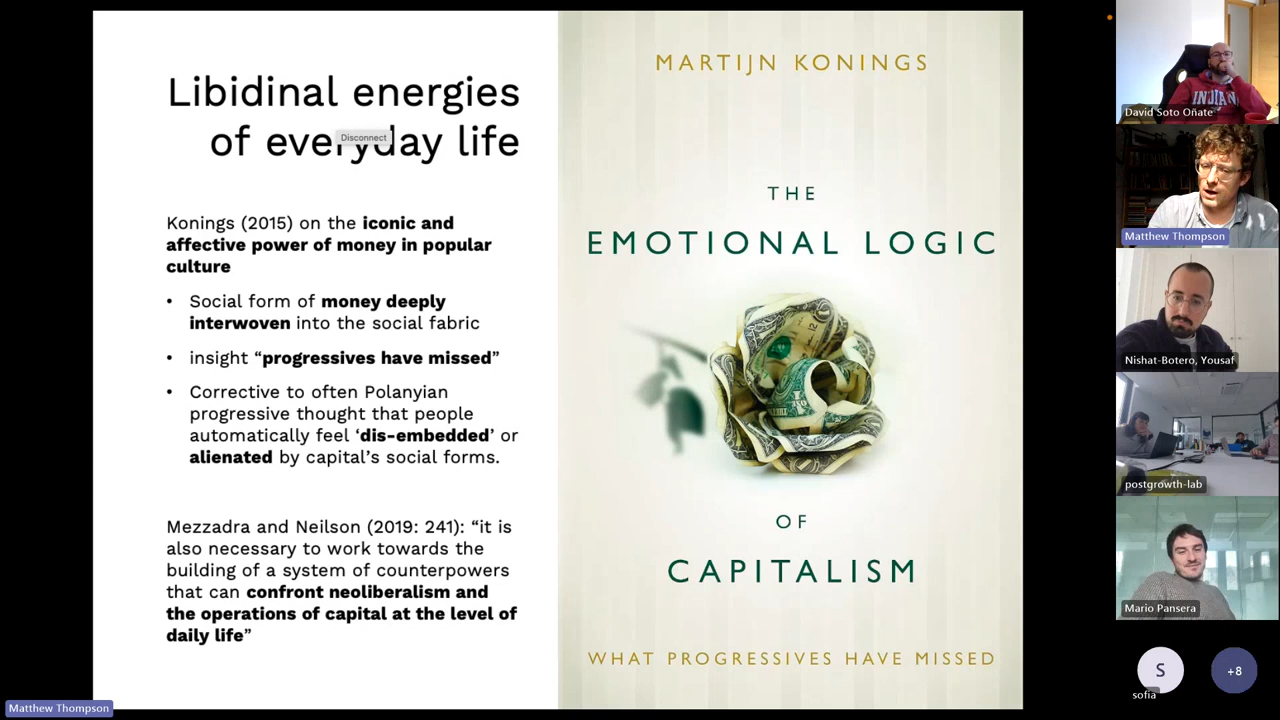 Libidinal energies
of everyday life
Disconnect
Konings (2015) on the iconic and
affective power of money in popular
culture
• Social form of money deeply
interwoven into the social fabric
• insight “progressives have missed”
• Corrective to often Polanyian
progressive thought that people
automatically feel ‘dis-embedded’ or
alienated by capital’s social forms.
Mezzadra and Neilson (2019: 241): “it is
also necessary to work towards the
building of a system of counterpowers
that can confront neoliberalism and
the operations of capital at the level of
daily life”
MARTIJN KONINGS
THE
EMOTIONAL LOGIC
OF
CAPITALISM
WHAT PROGRESSIVES HAVE MISSED
INDIAN
David Soto Oñate
Matthew Thompson
Nishat-Botero, Yousaf
postgrowth-lab
Mario Pansera
S
sofia
+8
Matthew Thompson